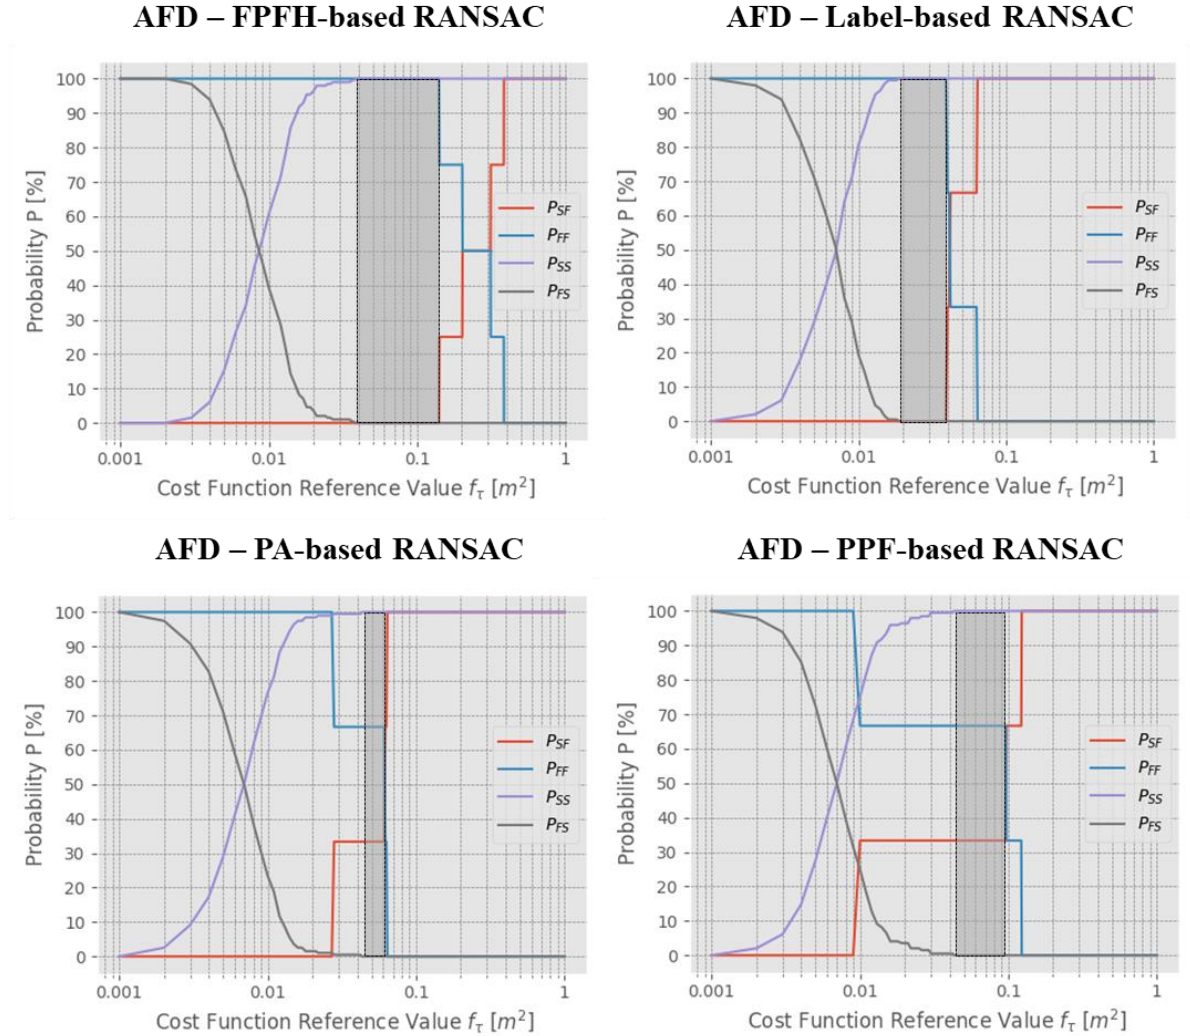 AFD – FPFH-based RANSAC
100
90
80
70
60
50
40
30
20
10
0
Probability P [%]
P_SF
P_FF
P_SS
P_FS
0.001
0.01
0.1
1
Cost Function Reference Value f_τ [m²]
AFD – Label-based RANSAC
100
90
80
70
60
50
40
30
20
10
0
Probability P [%]
P_SF
P_FF
P_SS
P_FS
0.001
0.01
0.1
1
Cost Function Reference Value f_τ [m²]
AFD – PA-based RANSAC
100
90
80
70
60
50
40
30
20
10
0
Probability P [%]
P_SF
P_FF
P_SS
P_FS
0.001
0.01
0.1
1
Cost Function Reference Value f_τ [m²]
AFD – PPF-based RANSAC
100
90
80
70
60
50
40
30
20
10
0
Probability P [%]
P_SF
P_FF
P_SS
P_FS
0.001
0.01
0.1
1
Cost Function Reference Value f_τ [m²]